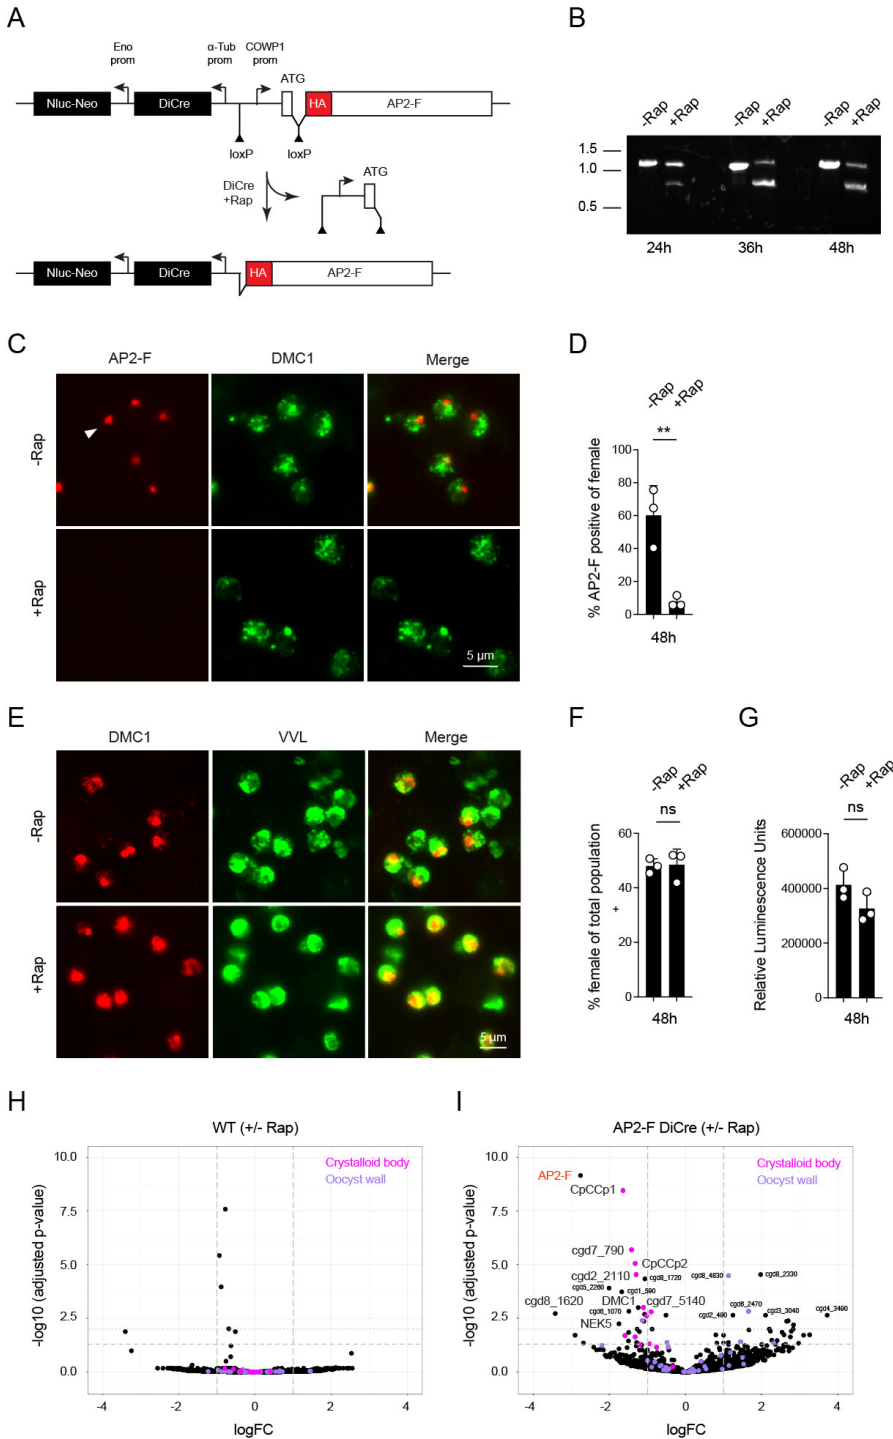 A
Eno prom
α-Tub prom
COWP1 prom
ATG
Nluc-Neo
DiCre
HA
AP2-F
loxP
loxP
DiCre +Rap
ATG
Nluc-Neo
DiCre
HA
AP2-F
B
-Rap +Rap -Rap +Rap -Rap +Rap
1.5
1.0
0.5
24h 36h 48h
C
AP2-F DMC1 Merge
-Rap
+Rap
5 µm
D
-Rap +Rap
**
% AP2-F positive of female
100
80
60
40
20
0
48h
E
DMC1 VVL Merge
-Rap
+Rap
5 µm
F
-Rap +Rap
ns
% female of total population
+
60
40
20
0
48h
G
-Rap +Rap
ns
Relative Luminescence Units
600000
400000
200000
0
48h
H
WT (+/- Rap)
Crystalloid body
Oocyst wall
-log10 (adjusted p-value)
10.0
7.5
5.0
2.5
0.0
-4 -2 0 2 4
logFC
I
AP2-F DiCre (+/- Rap)
Crystalloid body
Oocyst wall
-log10 (adjusted p-value)
10.0
7.5
5.0
2.5
0.0
AP2-F
CpCCp1
cgd7_790
CpCCp2
cgd2_2110
cgd8_1720
cgd8_4830
cgd8_2330
cgd5_2260
cgd1_590
cgd8_1620
DMC1
cgd7_5140
cgd6_1070
NEK5
cgd6_2470
cgd2_490
cgd3_3040
cgd4_3490
-4 -2 0 2 4
logFC